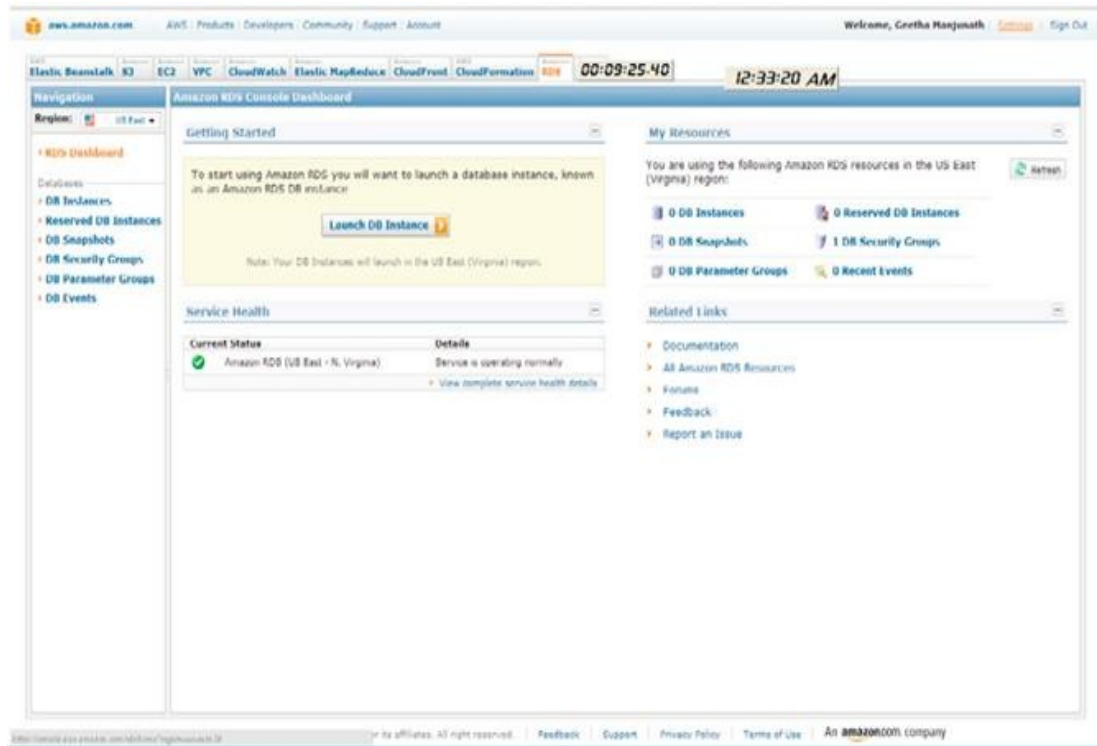 aws.amazon.com AWS Products Developers Community Support Account Welcome, Geetha Manjunath Settings Sign Out
Elastic Beanstalk S3 EC2 VPC CloudWatch Elastic MapReduce CloudFront CloudFormation RDS 00:09:25.40 12:33:20 AM
Navigation
Region: US East
RDS Dashboard
Databases
DB Instances
Reserved DB Instances
DB Snapshots
DB Security Groups
DB Parameter Groups
DB Events
Amazon RDS Console Dashboard
Getting Started
To start using Amazon RDS you will want to launch a database instance, known
as an Amazon RDS DB instance
Launch DB Instance
Note: Your DB Instances will launch in the US East (Virginia) region.
Service Health
Current Status Details
Amazon RDS (US East - N. Virginia) Service is operating normally
View complete service health details
My Resources
You are using the following Amazon RDS resources in the US East
(Virginia) region:
Refresh
0 DB Instances 0 Reserved DB Instances
0 DB Snapshots 1 DB Security Groups
0 DB Parameter Groups 0 Recent Events
Related Links
Documentation
All Amazon RDS Resources
Forums
Feedback
Report an Issue
or its affiliates. All right reserved. Feedback Support Privacy Policy Terms of Use An amazon.com company